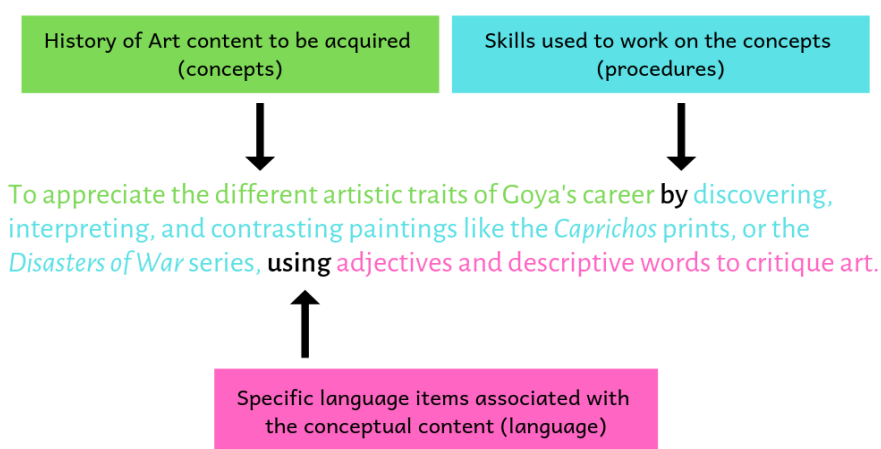 History of Art content to be acquired
(concepts)
Skills used to work on the concepts
(procedures)
To appreciate the different artistic traits of Goya's career by discovering,
interpreting, and contrasting paintings like the Caprichos prints, or the
Disasters of War series, using adjectives and descriptive words to critique art.
Specific language items associated with
the conceptual content (language)